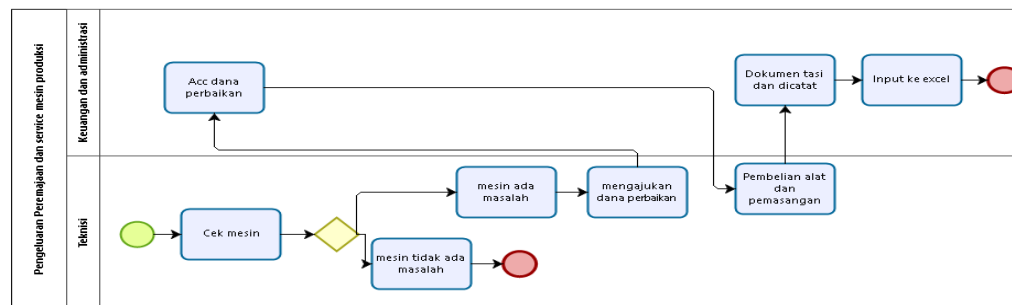 Pengeluaran Peremajaan dan service mesin produksi
Keuangan dan administrasi
Acc dana
perbaikan
Dokumen tasi
dan dicatat
Input ke excel
Teknisi
Cek mesin
mesin ada
masalah
mengajukan
dana perbaikan
Pembelian alat
dan
pemasangan
mesin tidak ada
masalah